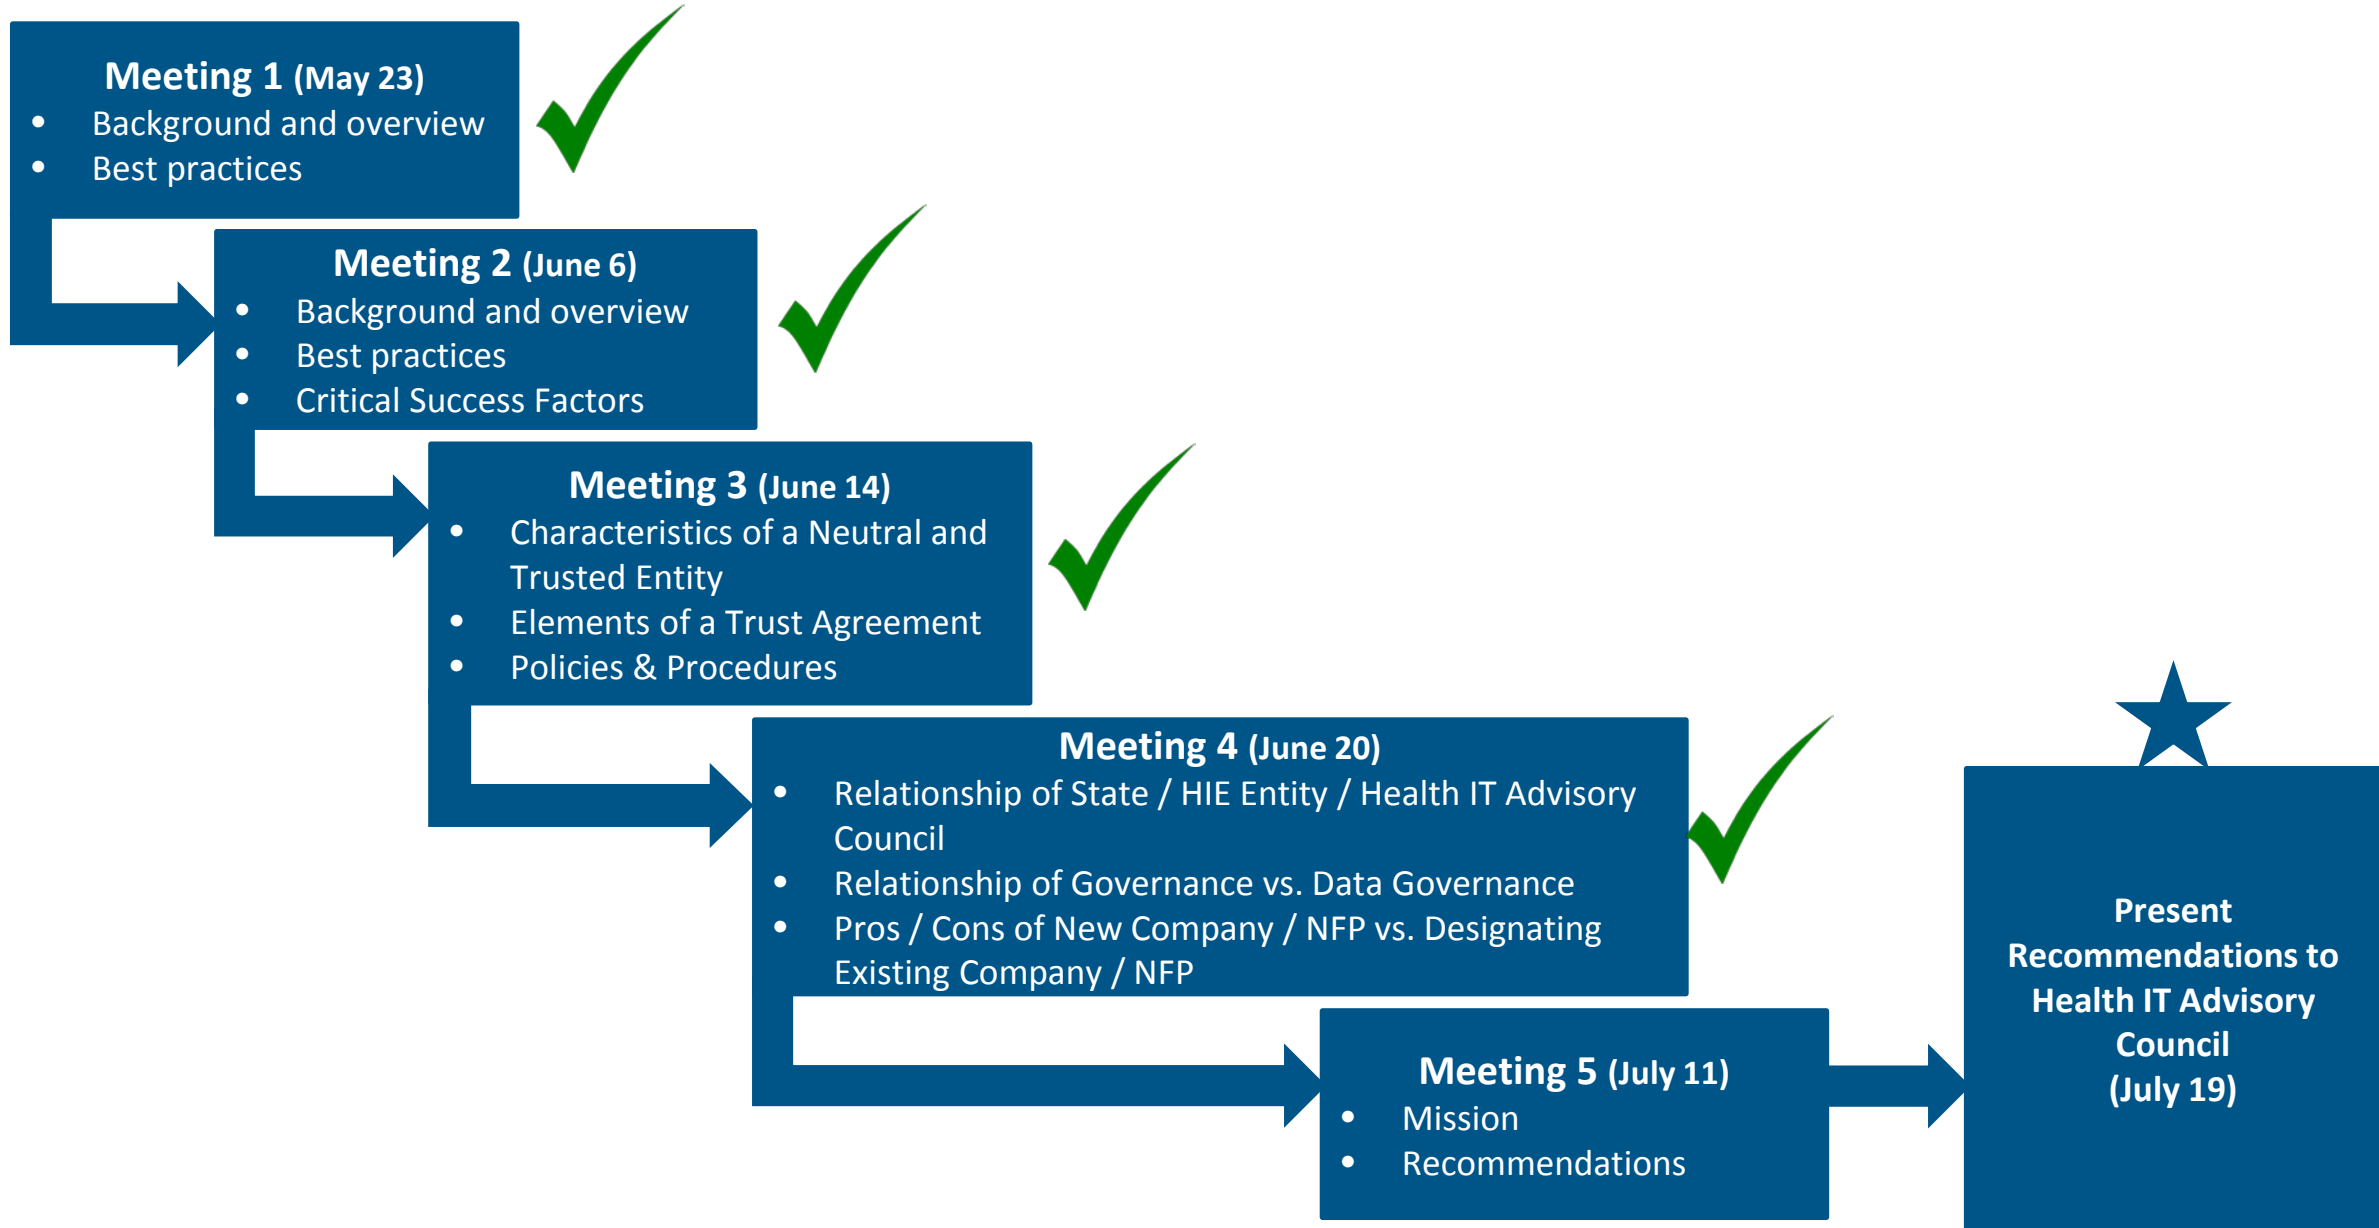 Meeting 1 (May 23)
• Background and overview
• Best practices
Meeting 2 (June 6)
• Background and overview
• Best practices
• Critical Success Factors
Meeting 3 (June 14)
• Characteristics of a Neutral and
Trusted Entity
• Elements of a Trust Agreement
• Policies & Procedures
Meeting 4 (June 20)
• Relationship of State / HIE Entity / Health IT Advisory
Council
• Relationship of Governance vs. Data Governance
• Pros / Cons of New Company / NFP vs. Designating
Existing Company / NFP
Meeting 5 (July 11)
• Mission
• Recommendations
Present
Recommendations to
Health IT Advisory
Council
(July 19)